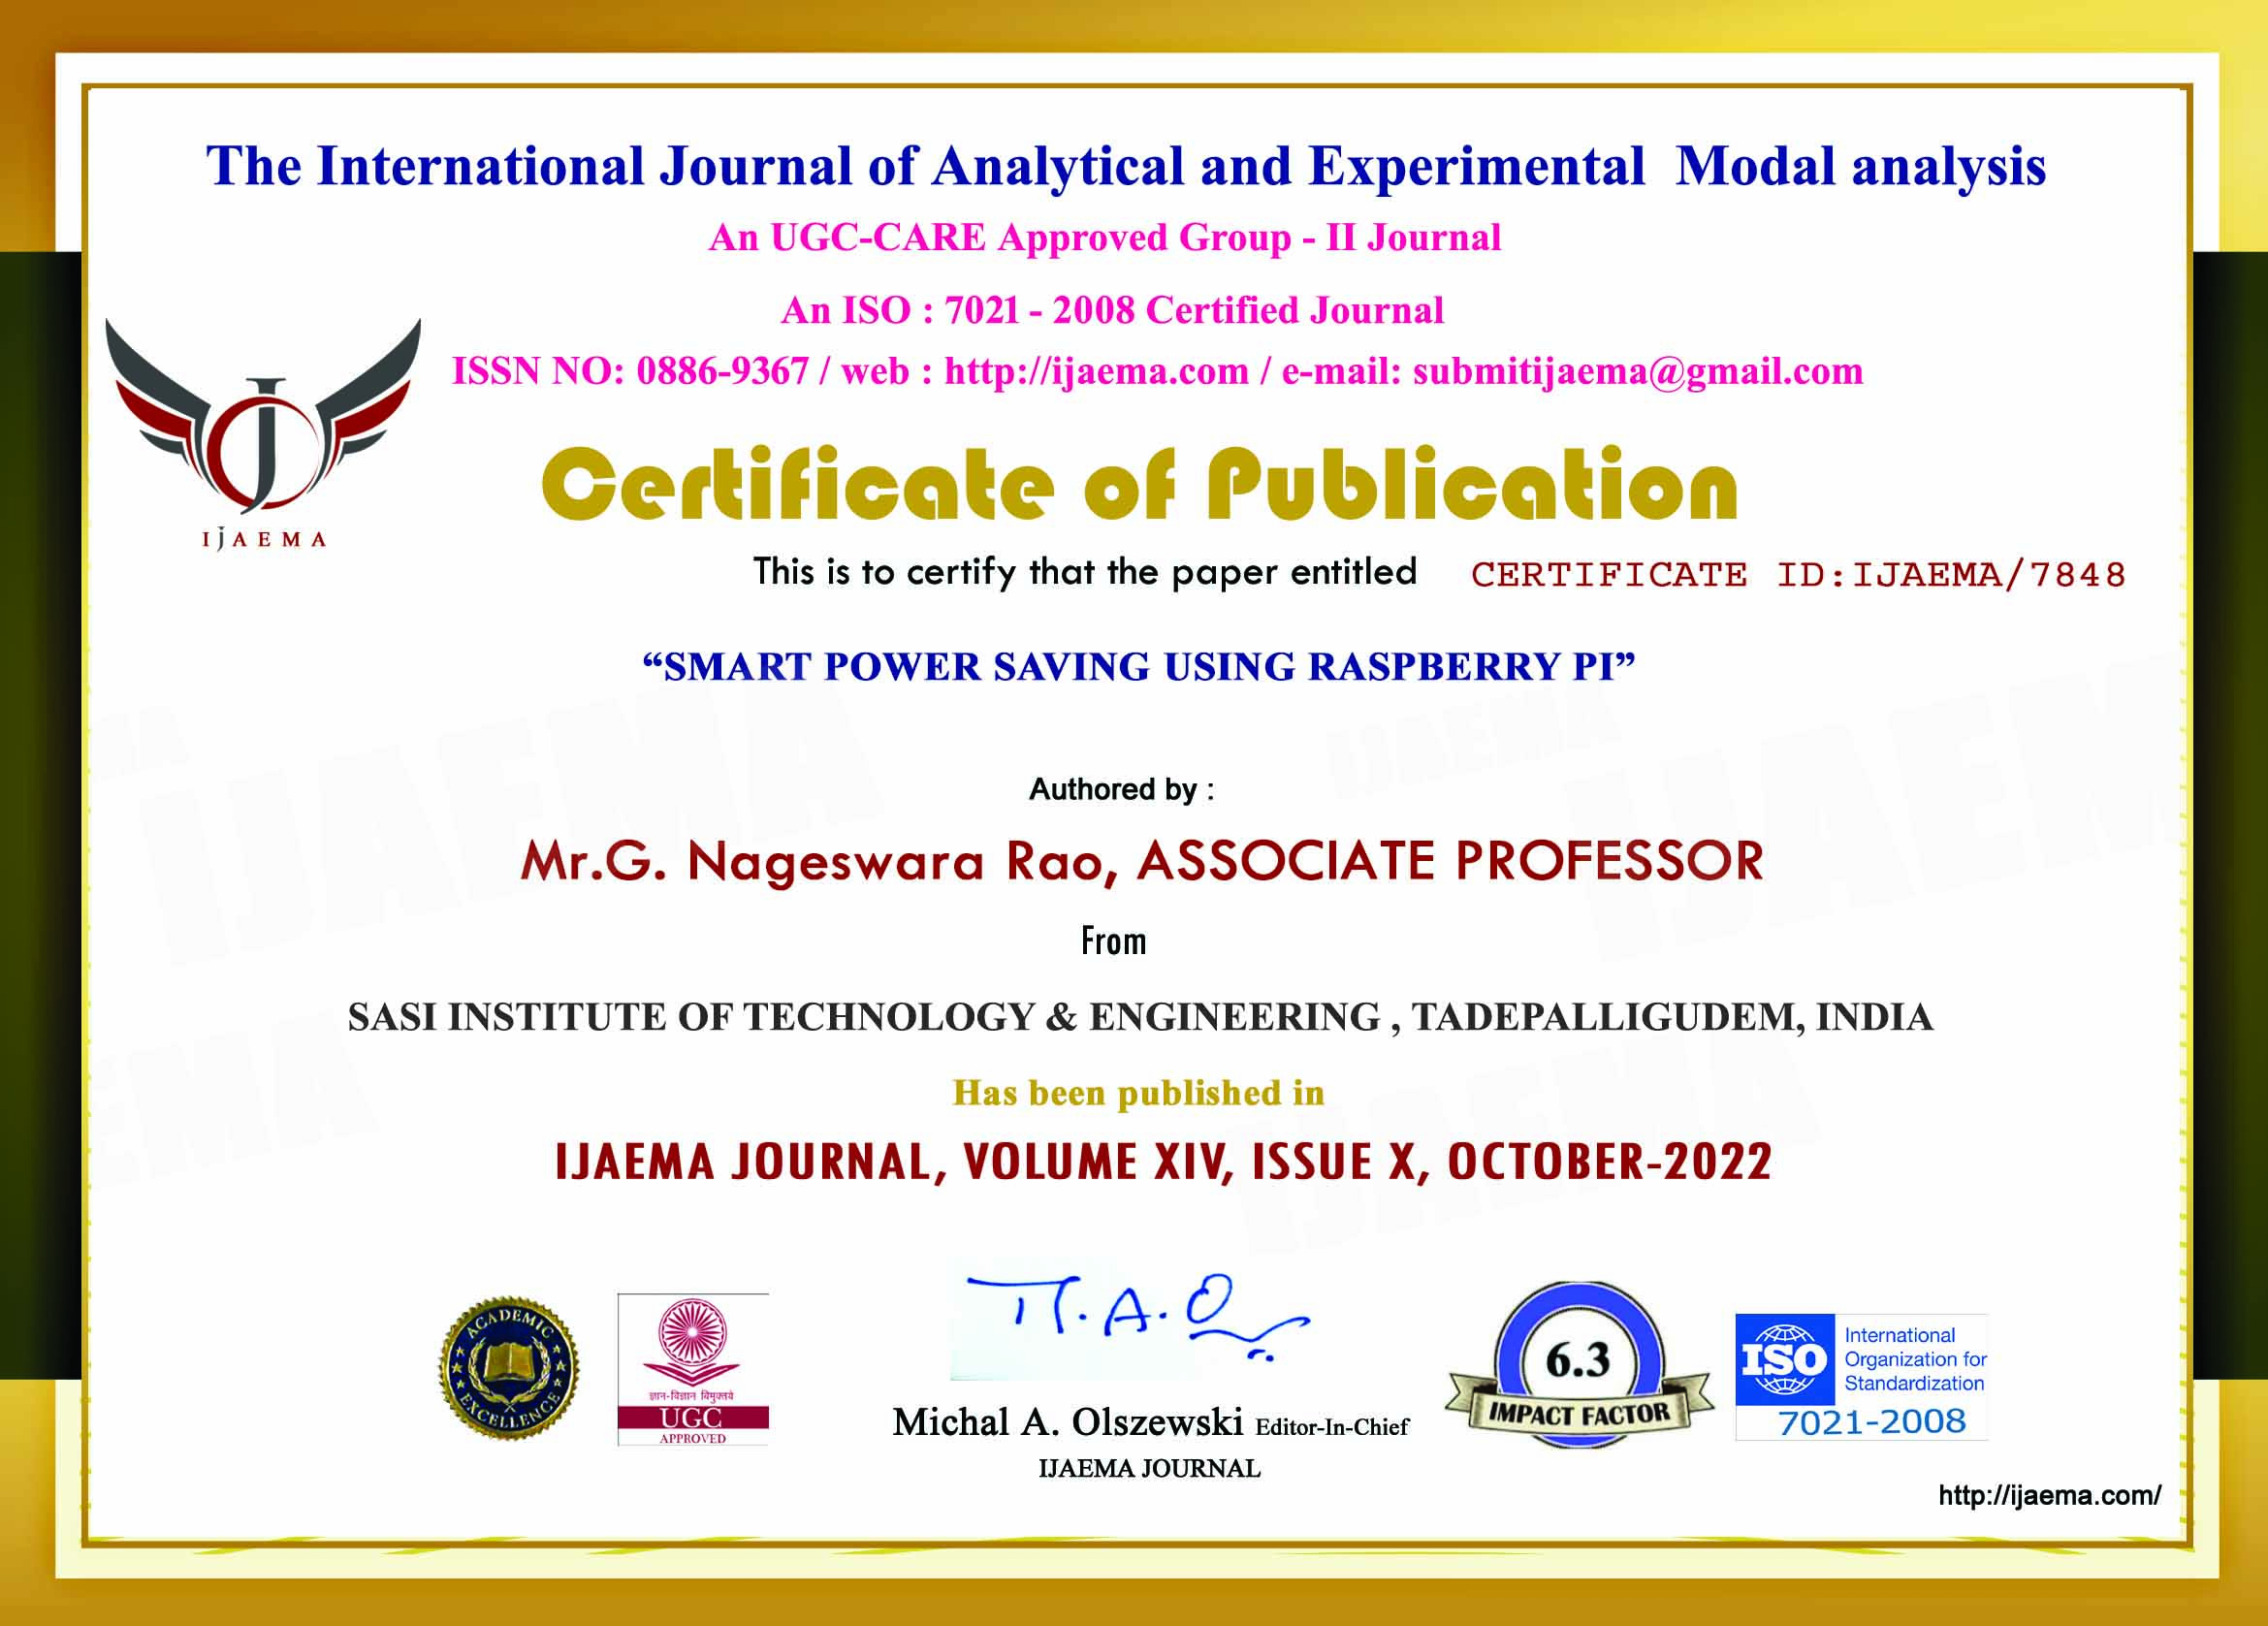 The International Journal of Analytical and Experimental Modal analysis
An UGC-CARE Approved Group - II Journal
An ISO : 7021 - 2008 Certified Journal
ISSN NO: 0886-9367 / web : http://ijaema.com / e-mail: submitijaema@gmail.com
IJAEMA
Certificate of Publication
This is to certify that the paper entitled CERTIFICATE ID:IJAEMA/7848
“SMART POWER SAVING USING RASPBERRY PI”
Authored by :
Mr.G. Nageswara Rao, ASSOCIATE PROFESSOR
From
SASI INSTITUTE OF TECHNOLOGY & ENGINEERING , TADEPALLIGUDEM, INDIA
Has been published in
IJAEMA JOURNAL, VOLUME XIV, ISSUE X, OCTOBER-2022
ACADEMIC
EXCELLENCE
ज्ञान-विज्ञान विमुक्तये
UGC
APPROVED
Π.A.O
Michal A. Olszewski Editor-In-Chief
IJAEMA JOURNAL
6.3
IMPACT FACTOR
ISO
International
Organization for
Standardization
7021-2008
http://ijaema.com/
IJAEMA
IJAEMA
IJAEMA